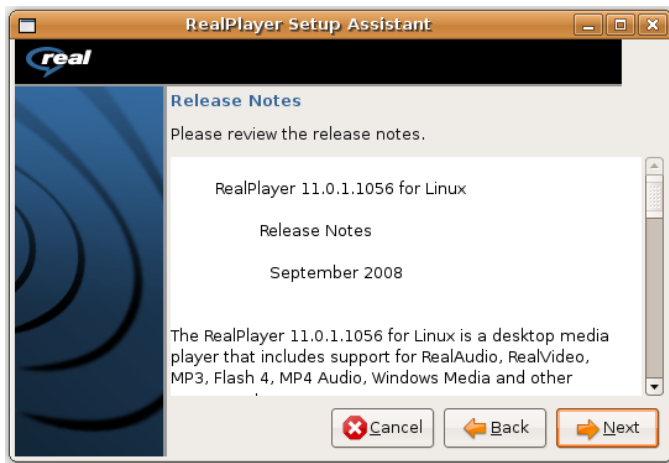 RealPlayer Setup Assistant
real
Release Notes
Please review the release notes.
RealPlayer 11.0.1.1056 for Linux
Release Notes
September 2008
The RealPlayer 11.0.1.1056 for Linux is a desktop media
player that includes support for RealAudio, RealVideo,
MP3, Flash 4, MP4 Audio, Windows Media and other
Cancel
Back
Next